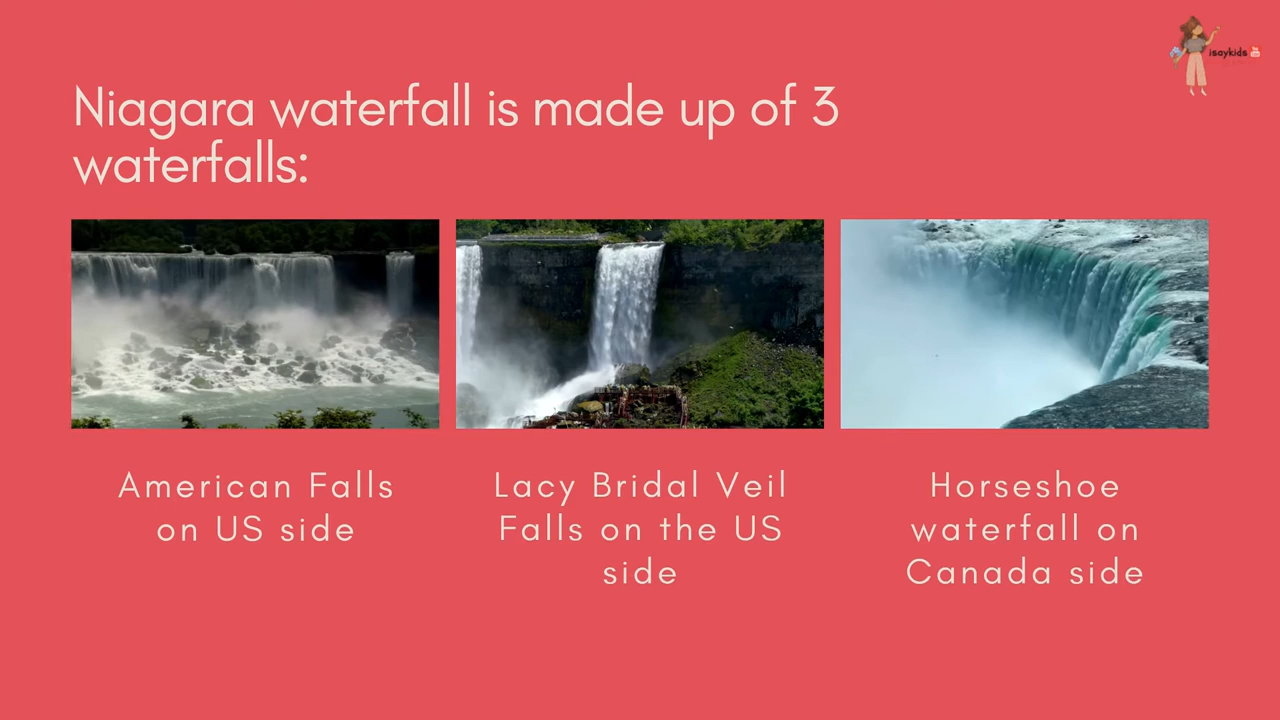 isaykids
Niagara waterfall is made up of 3
waterfalls:
American Falls
on US side
Lacy Bridal Veil
Falls on the US
side
Horseshoe
waterfall on
Canada side